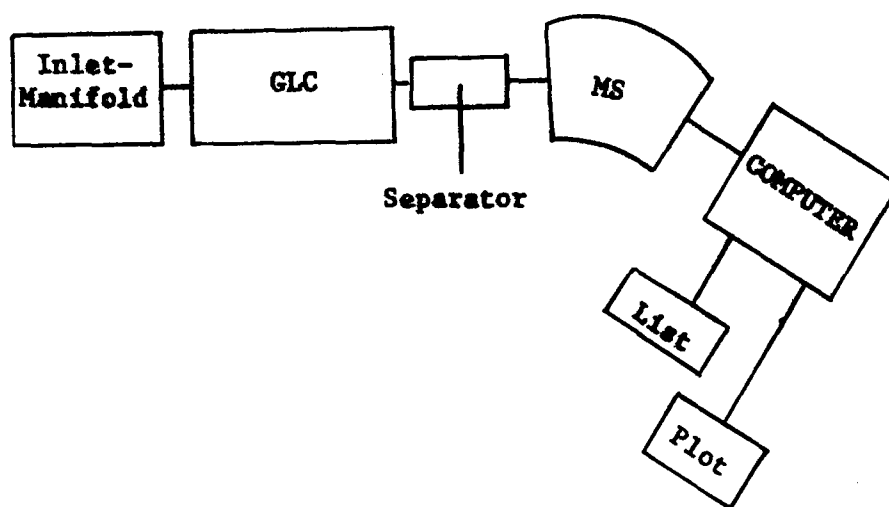 Inlet-
Manifold
GLC
MS
Separator
COMPUTER
List
Plot